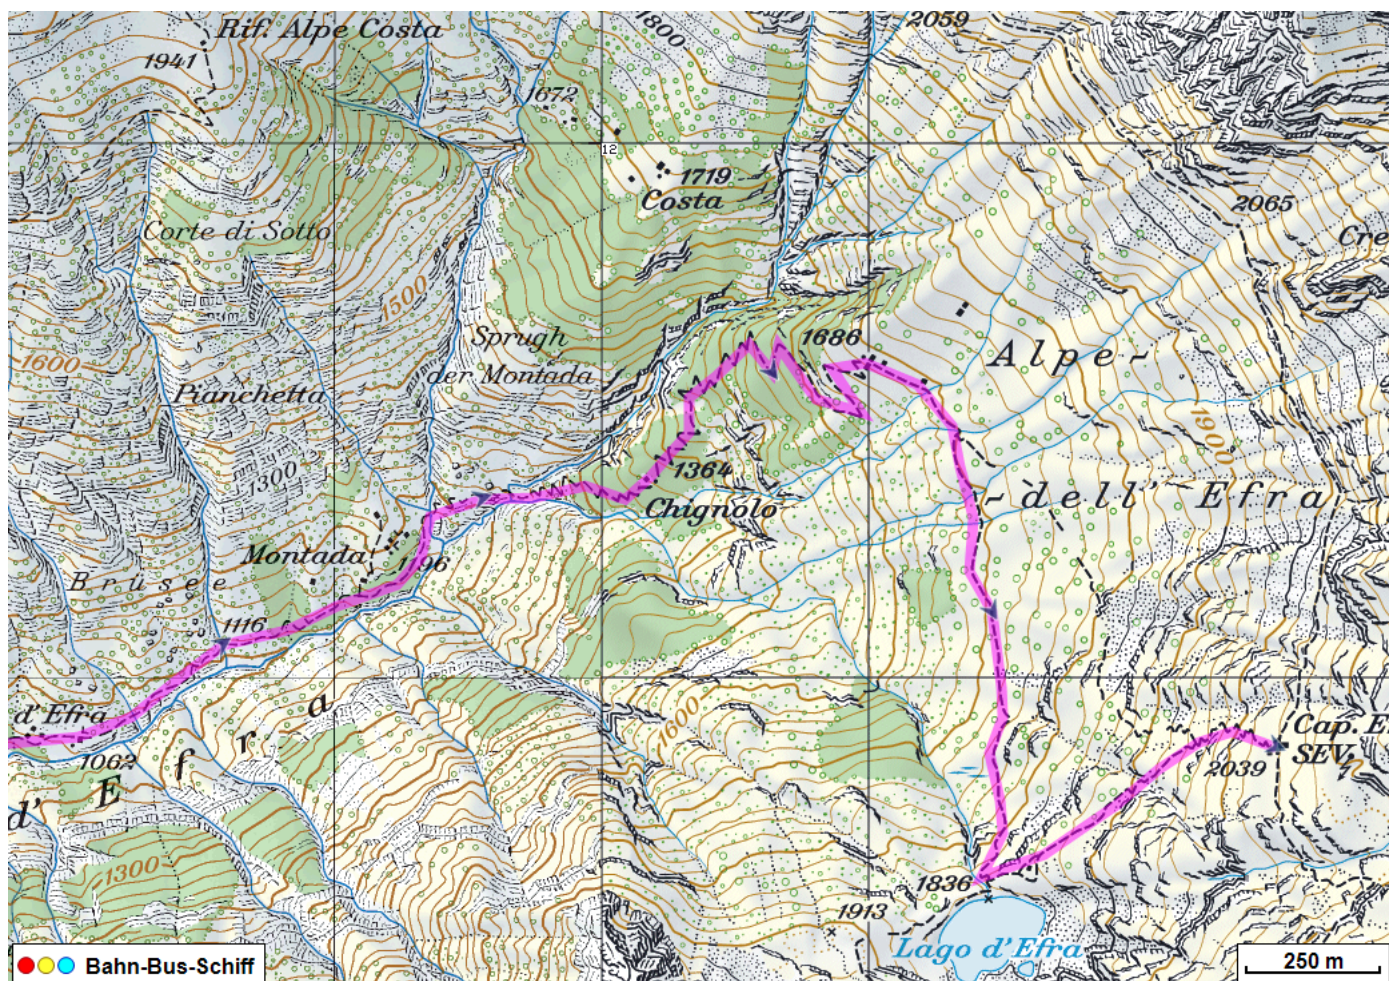 2059
Rif. Alpe Costa
1800
1941
1672
12
1719
Costa
2065
Corte di Sotto
Cre
1500
Sprugh
der Montada
1686
Alpe-
1600
Pianchetta
1900
1300
1364
-dell' Efra
Chignolo
Montada
1196
Brüsee
1116
d'Efra
1600
Cap. E.
SEV
1062
2039
d' Efra
1300
1836
1913
Lago d'Efra
Bahn-Bus-Schiff
250 m